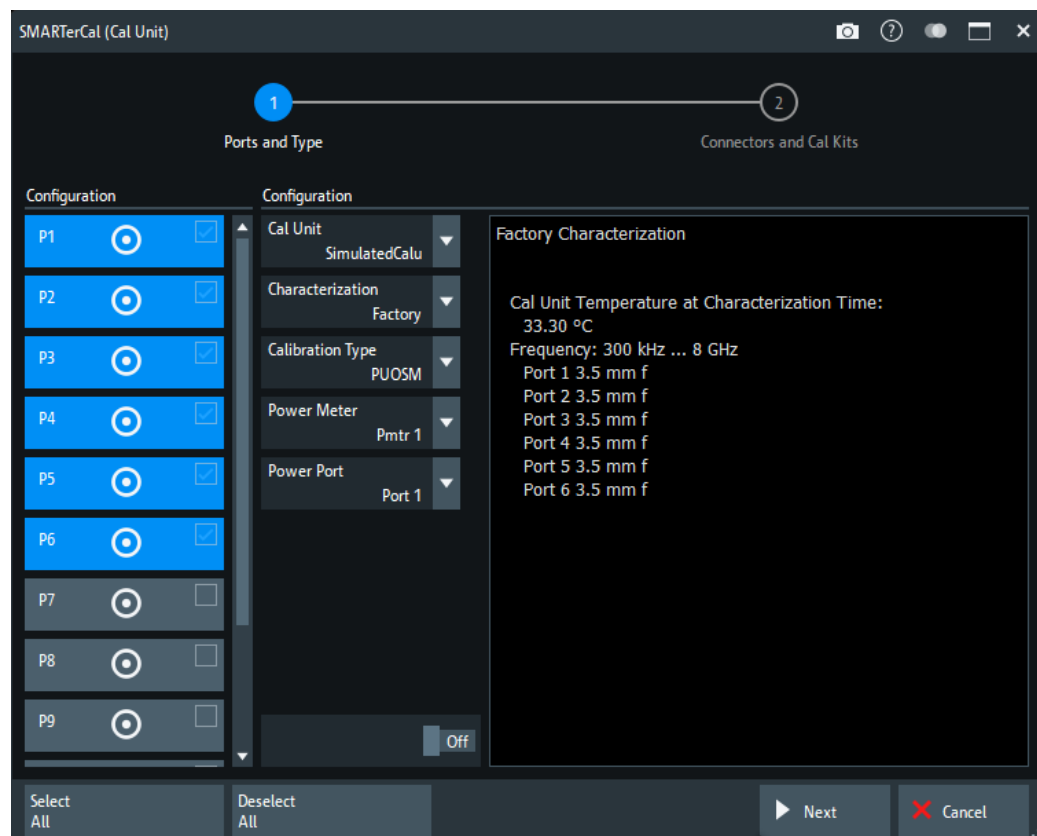 SMARTerCal (Cal Unit)
1
2
Ports and Type
Connectors and Cal Kits
Configuration
P1
P2
P3
P4
P5
P6
P7
P8
P9
Configuration
Cal Unit
SimulatedCalu
Characterization
Factory
Calibration Type
PUOSM
Power Meter
Pmtr 1
Power Port
Port 1
Off
Factory Characterization
Cal Unit Temperature at Characterization Time:
33.30 ºC
Frequency: 300 kHz ... 8 GHz
Port 1 3.5 mm f
Port 2 3.5 mm f
Port 3 3.5 mm f
Port 4 3.5 mm f
Port 5 3.5 mm f
Port 6 3.5 mm f
Select
All
Deselect
All
Next
Cancel